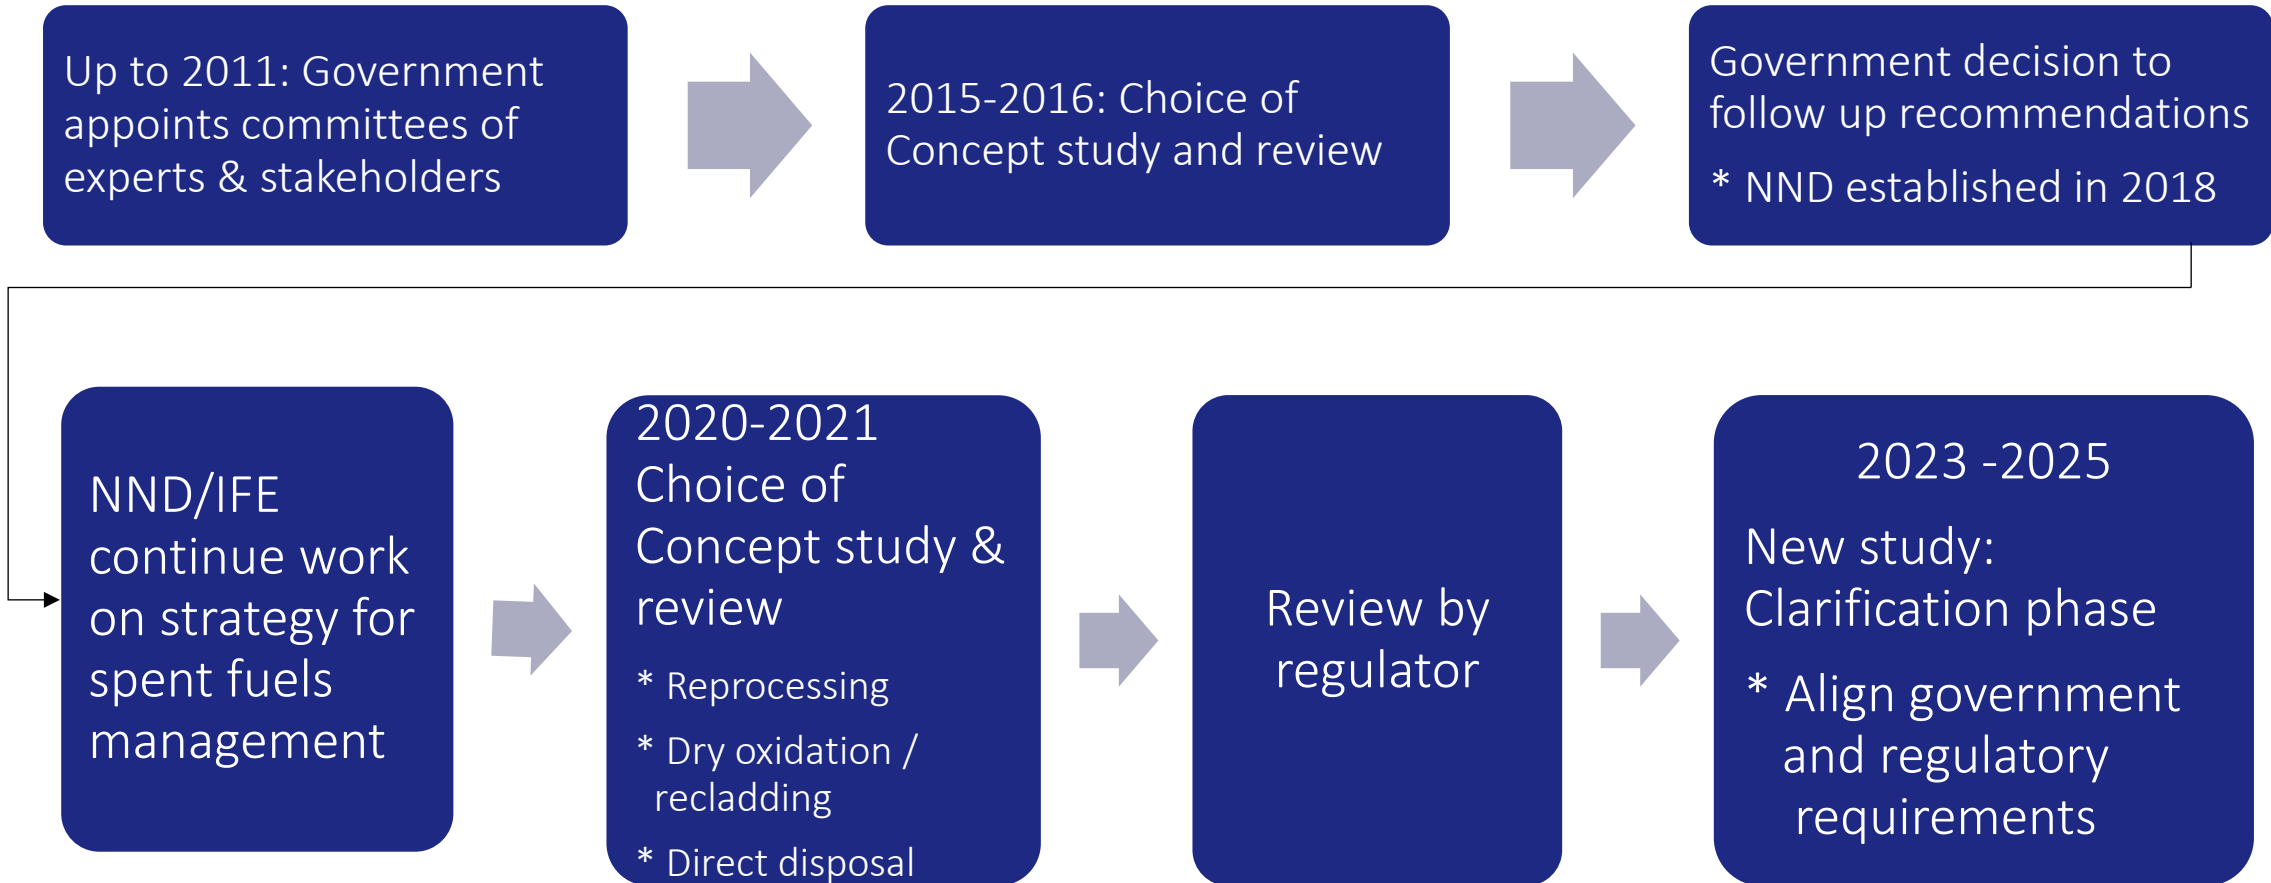 Up to 2011: Government
appoints committees of
experts & stakeholders
2015-2016: Choice of
Concept study and review
Government decision to
follow up recommendations
* NND established in 2018
NND/IFE
continue work
on strategy for
spent fuels
management
2020-2021
Choice of
Concept study &
review
* Reprocessing
* Dry oxidation /
recladding
* Direct disposal
Review by
regulator
2023 -2025
New study:
Clarification phase
* Align government
and regulatory
requirements